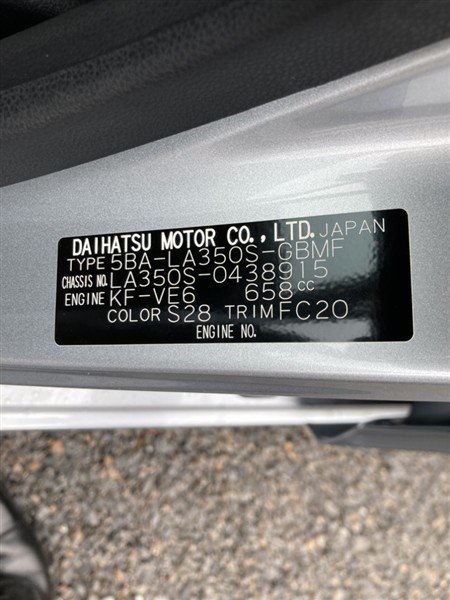 DAIHATSU MOTOR CO., LTD. JAPAN
TYPE 5BA-LA350S-GBMF
CHASSIS NO. LA350S-0438915
ENGINE KF-VE6 658cc
COLOR S28 TRIM FC20
ENGINE NO.